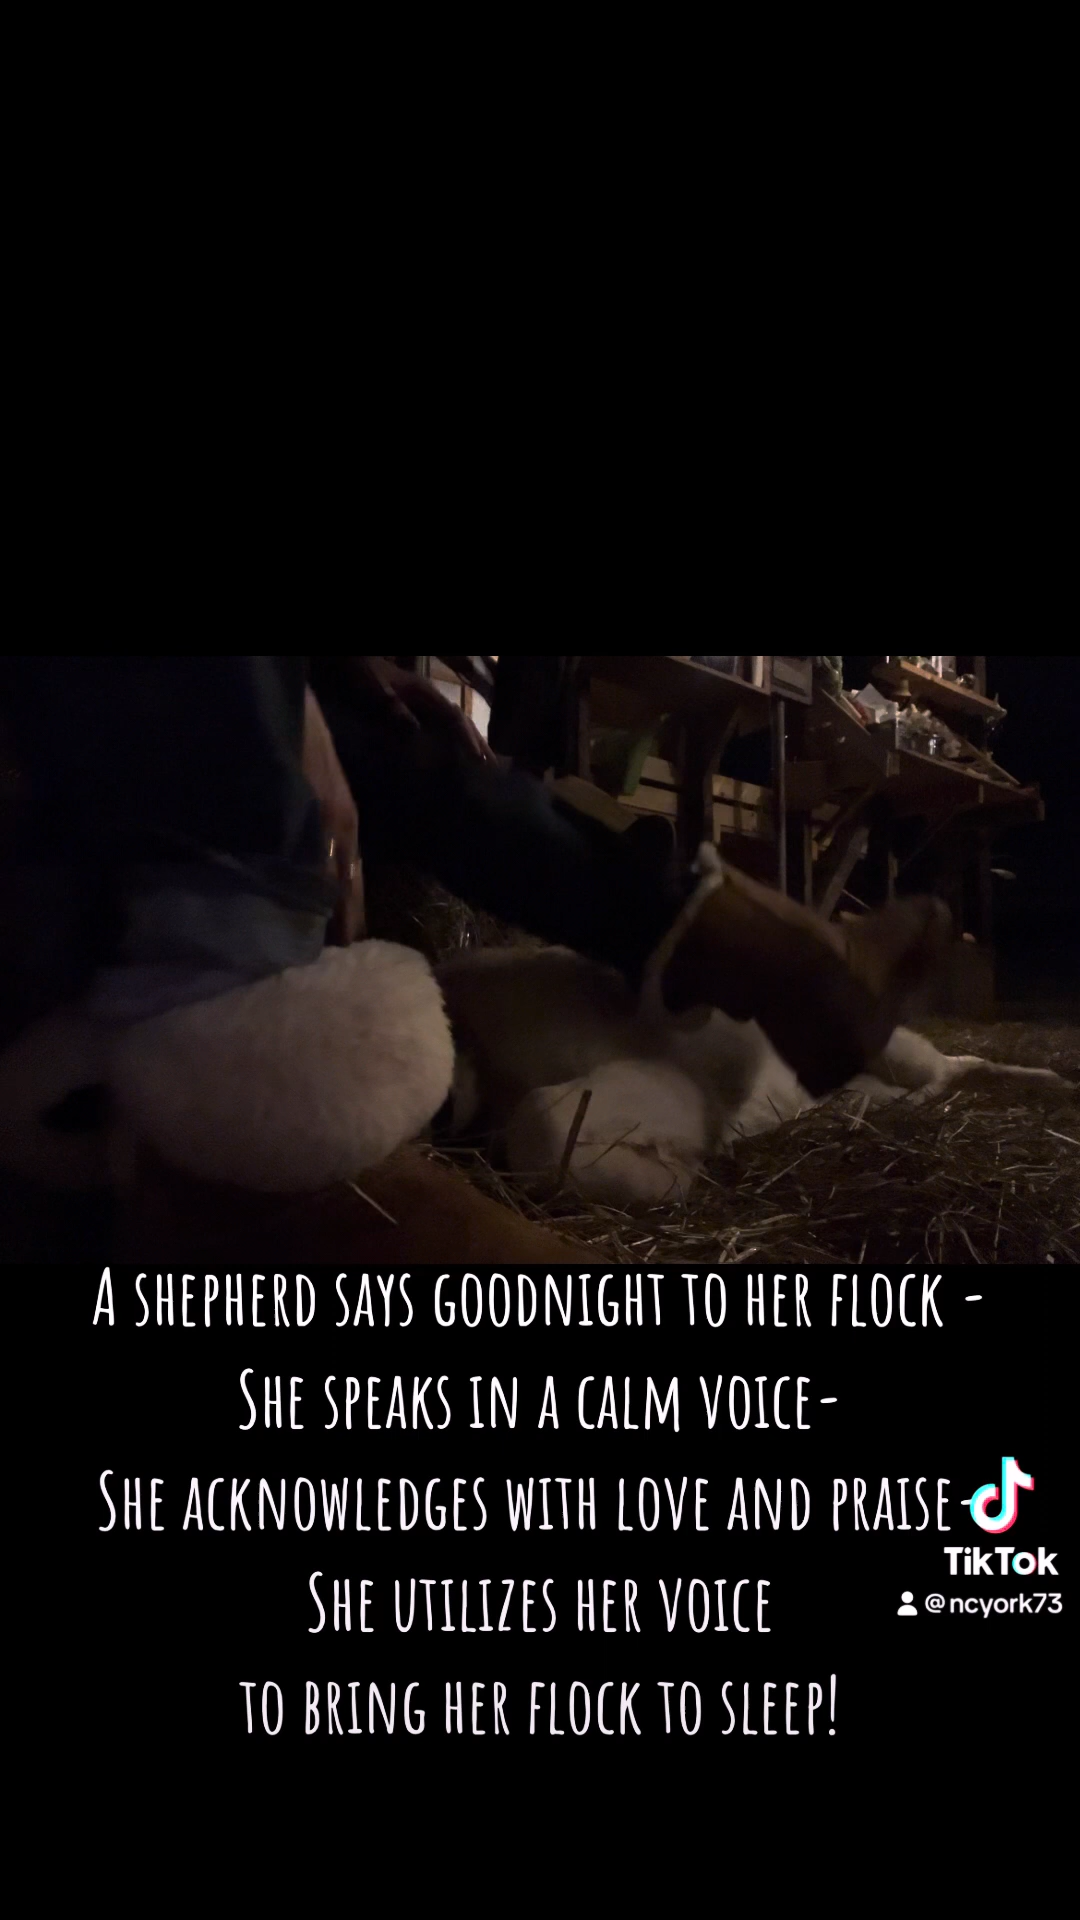 A SHEPHERD SAYS GOODNIGHT TO HER FLOCK -
SHE SPEAKS IN A CALM VOICE-
SHE ACKNOWLEDGES WITH LOVE AND PRAISE-
SHE UTILIZES HER VOICE
TO BRING HER FLOCK TO SLEEP!
TikTok
@ncyork73